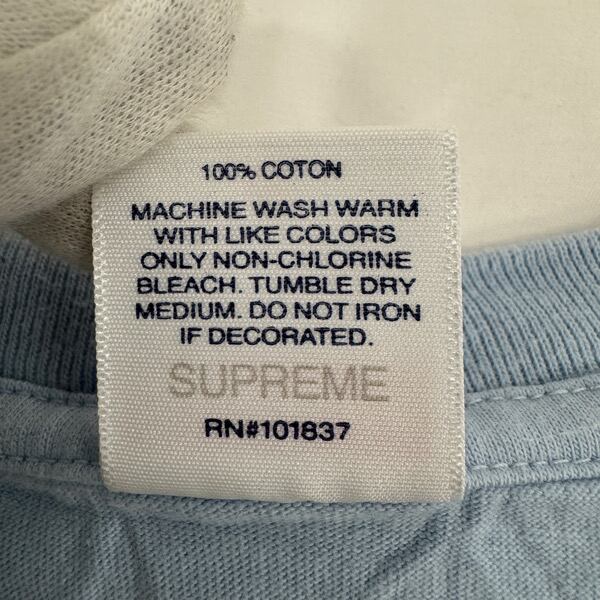 100% COTON
MACHINE WASH WARM
WITH LIKE COLORS
ONLY NON-CHLORINE
BLEACH. TUMBLE DRY
MEDIUM. DO NOT IRON
IF DECORATED.
SUPREME
RN#101837